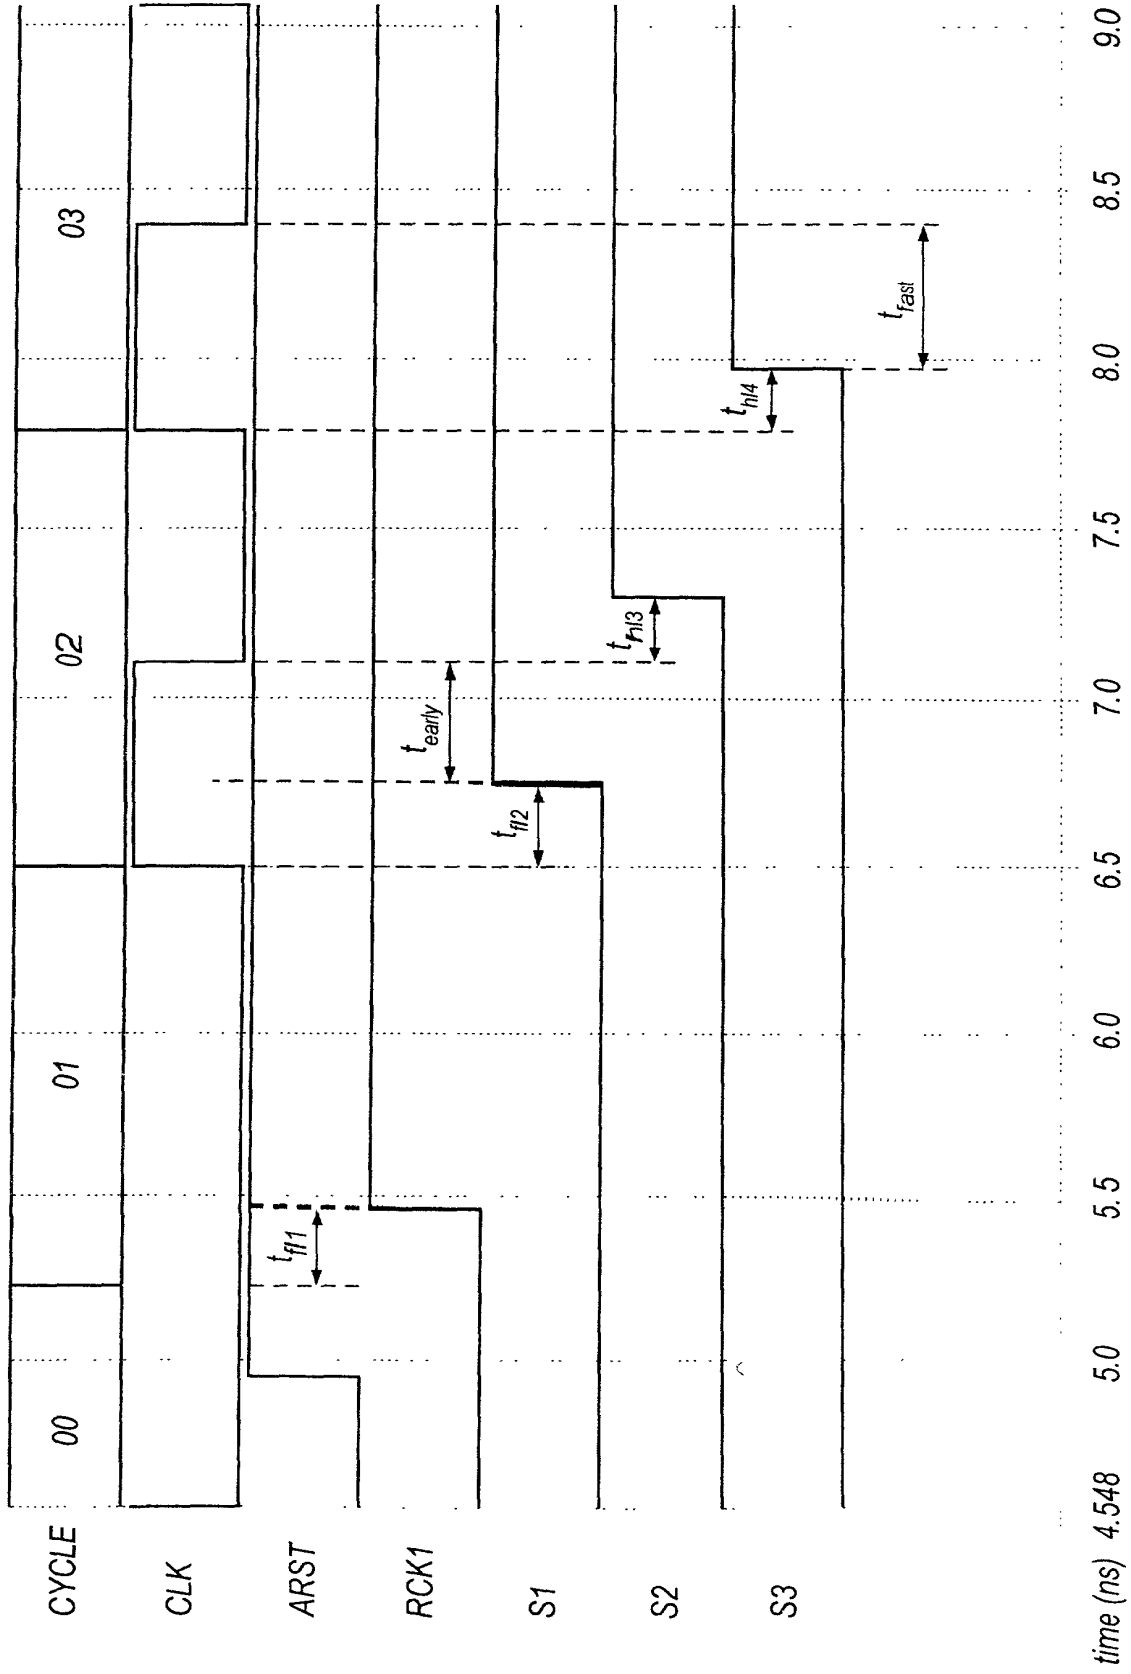 CYCLE 00 01 02 03
CLK
ARST t_fl1
RCK1 t_early
S1 t_fl2
S2 t_hl3
S3 t_hl4 t_fast
time (ns) 4.548 5.0 5.5 6.0 6.5 7.0 7.5 8.0 8.5 9.0